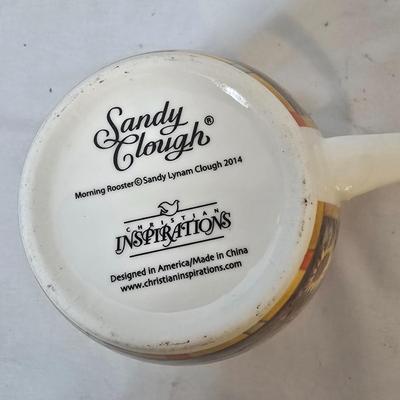 Sandy
Clough®
Morning Rooster©Sandy Lynam Clough 2014
CHRISTIAN
INSPIRATIONS
Designed in America/Made in China
www.christianinspirations.com